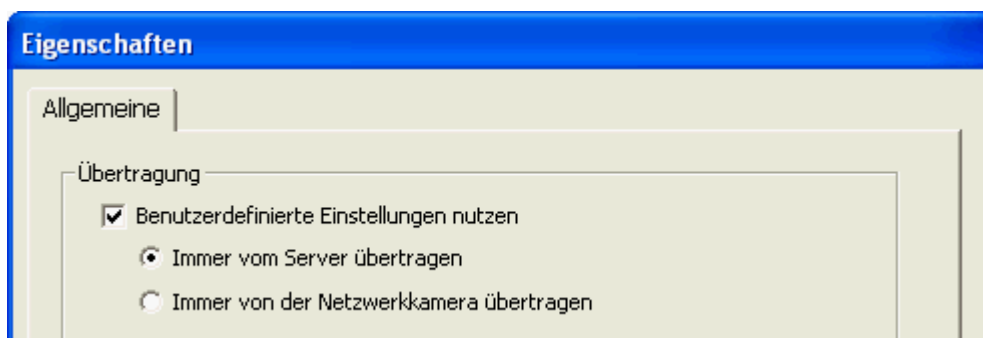 Eigenschaften
Allgemeine
Übertragung
Benutzerdefinierte Einstellungen nutzen
Immer vom Server übertragen
Immer von der Netzwerkkamera übertragen